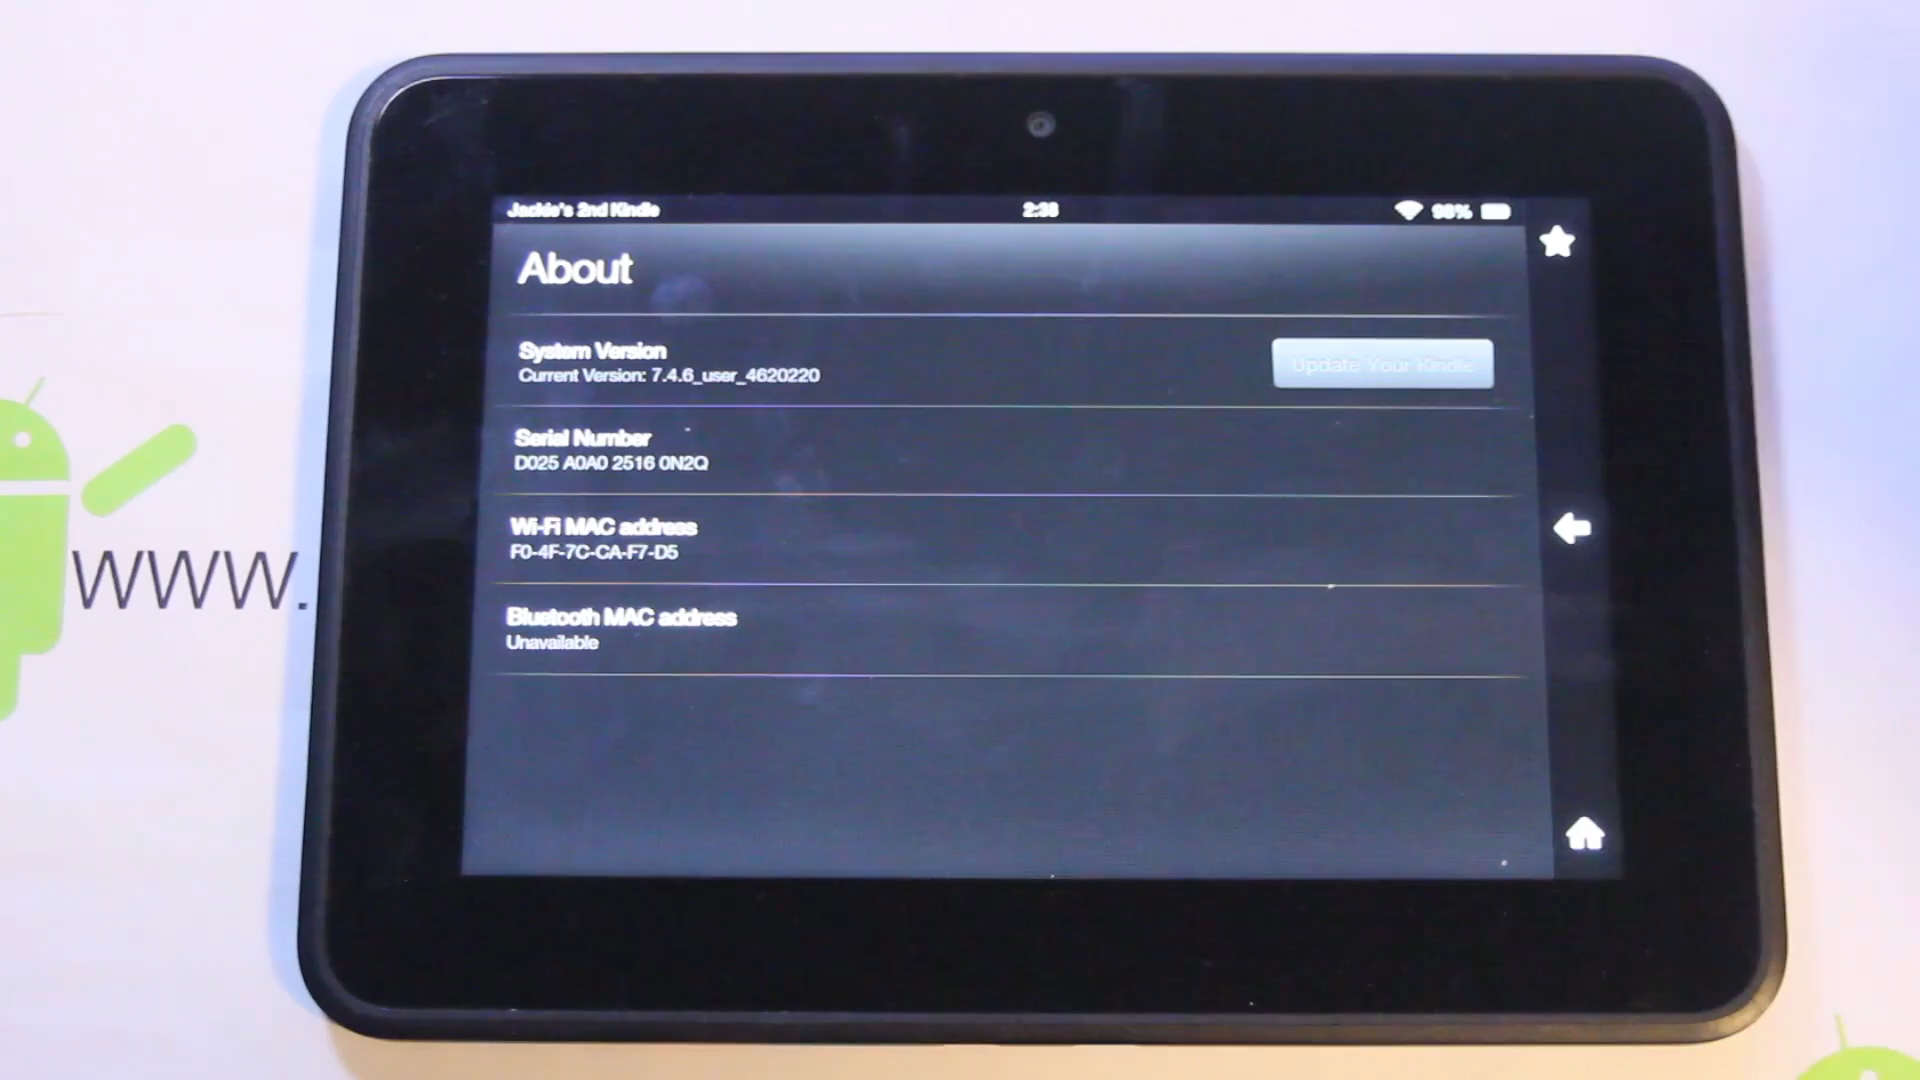 Jackie's 2nd Kindle 2:38 98%
About
System Version
Current Version: 7.4.6_user_4620220
Update Your Kindle
Serial Number
D025 A0A0 2516 0N2Q
Wi-Fi MAC address
F0-4F-7C-CA-F7-D5
Bluetooth MAC address
Unavailable
www.